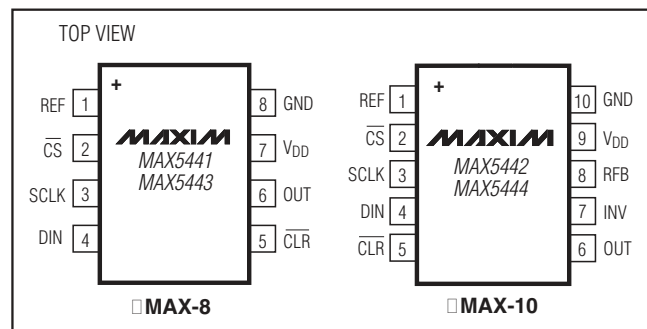 TOP VIEW
+
REF 1
CS 2
SCLK 3
DIN 4
8 GND
7 VDD
6 OUT
5 CLR
MAXIM
MAX5441
MAX5443
□MAX-8
+
REF 1
CS 2
SCLK 3
DIN 4
CLR 5
10 GND
9 VDD
8 RFB
7 INV
6 OUT
MAXIM
MAX5442
MAX5444
□MAX-10